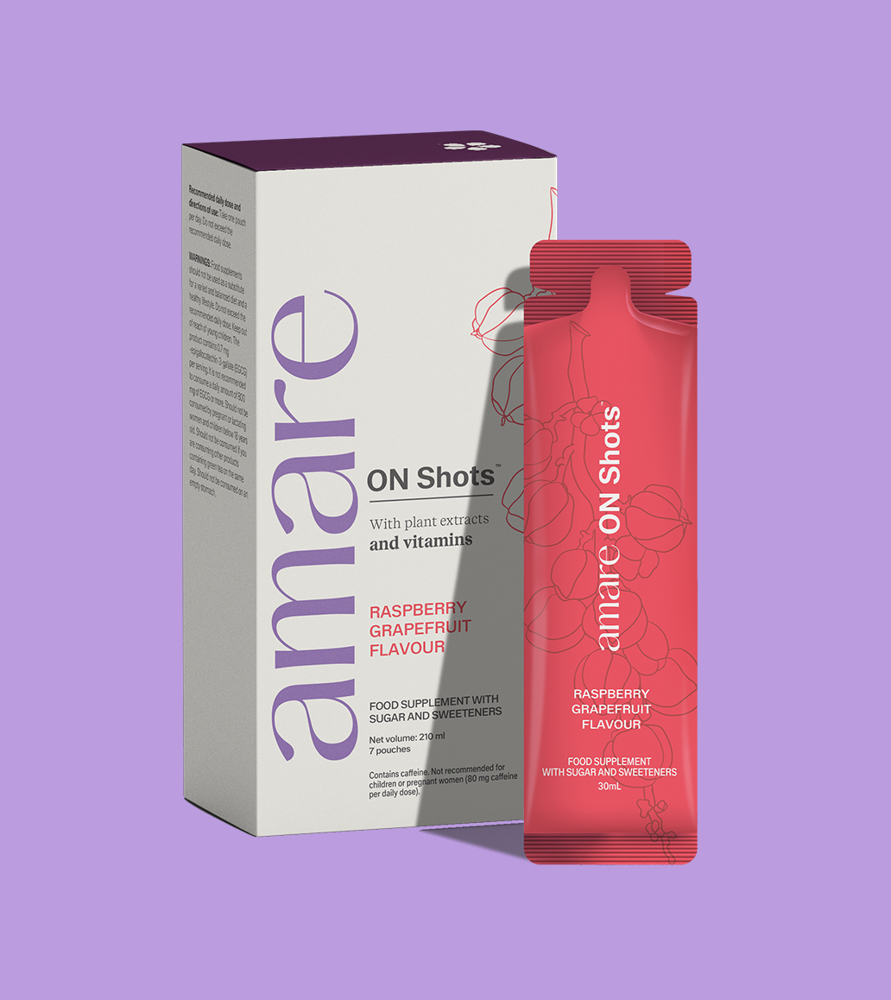 Recommended daily dose and
directions of use: Take one pouch
per day. Do not exceed the
recommended daily dose.
WARNINGS: Food supplements
should not be used as a substitute
for a varied and balanced diet and a
healthy lifestyle. Do not exceed the
recommended daily dose. Keep out
of reach of young children. The
product contains 0.7 mg
-epigallocatechin-3-gallate (EGCG)
per serving. It is not recommended
to consume a daily amount of 800
mg of EGCG or more. Should not be
consumed by pregnant or lactating
women and children below 18 years
old. Should not be consumed if you
are consuming other products
containing green tea on the same
day. Should not be consumed on an
empty stomach.
amare
ON Shots™
With plant extracts
and vitamins
RASPBERRY
GRAPEFRUIT
FLAVOUR
FOOD SUPPLEMENT WITH
SUGAR AND SWEETENERS
Net volume: 210 ml
7 pouches
Contains caffeine. Not recommended for
children or pregnant women (80 mg caffeine
per daily dose).
amare ON Shots™
RASPBERRY
GRAPEFRUIT
FLAVOUR
FOOD SUPPLEMENT
WITH SUGAR AND SWEETENERS
30mL